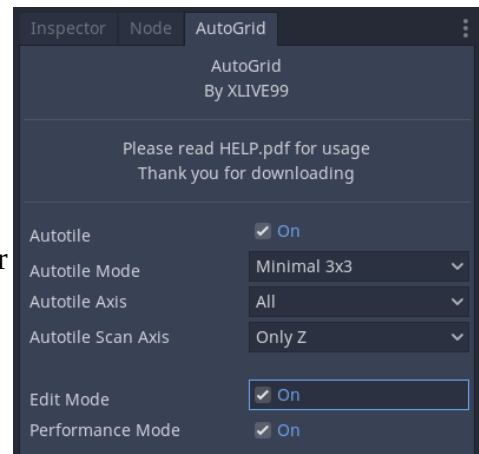 Inspector Node AutoGrid
AutoGrid
By XLIVE99
Please read HELP.pdf for usage
Thank you for downloading
Autotile On
r
Autotile Mode Minimal 3x3
Autotile Axis All
Autotile Scan Axis Only Z
Edit Mode On
Performance Mode On